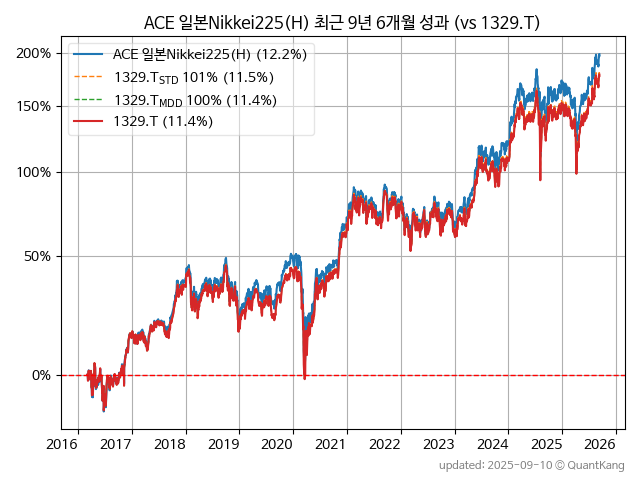 ACE 일본Nikkei225(H) 최근 9년 6개월 성과 (vs 1329.T)
ACE 일본Nikkei225(H) (12.2%)
1329.T_STD 101% (11.5%)
1329.T_MDD 100% (11.4%)
1329.T (11.4%)
200%
150%
100%
50%
0%
2016 2017 2018 2019 2020 2021 2022 2023 2024 2025 2026
updated: 2025-09-10 © QuantKang